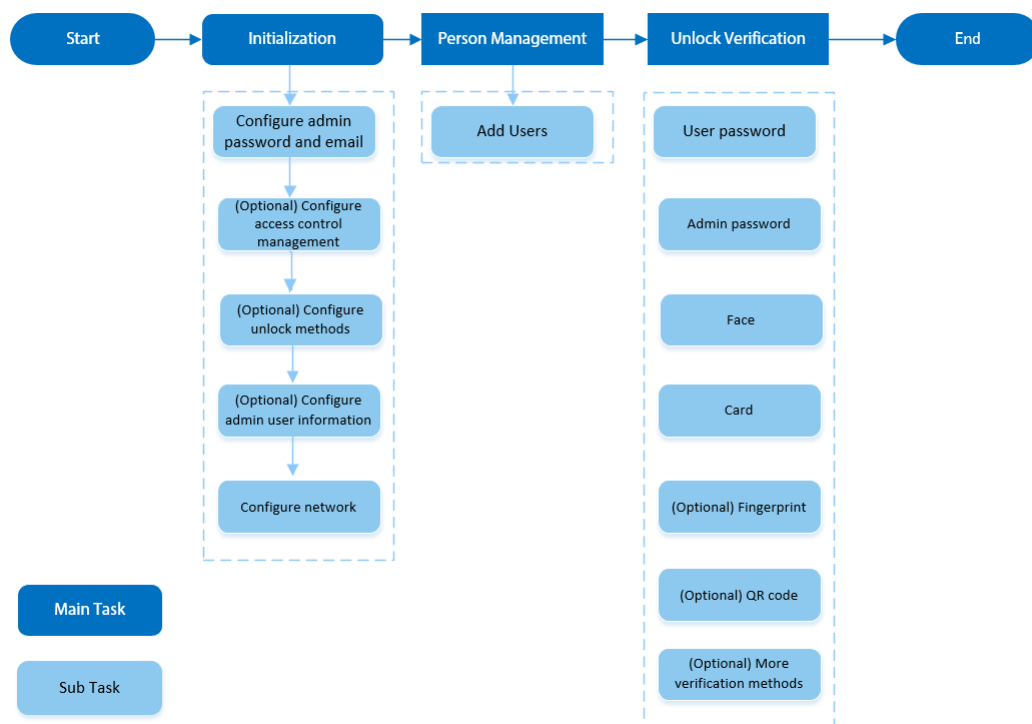 Start
Initialization
Person Management
Unlock Verification
End
Configure admin
password and email
(Optional) Configure
access control
management
(Optional) Configure
unlock methods
(Optional) Configure
admin user information
Configure network
Add Users
User password
Admin password
Face
Card
(Optional) Fingerprint
(Optional) QR code
(Optional) More
verification methods
Main Task
Sub Task